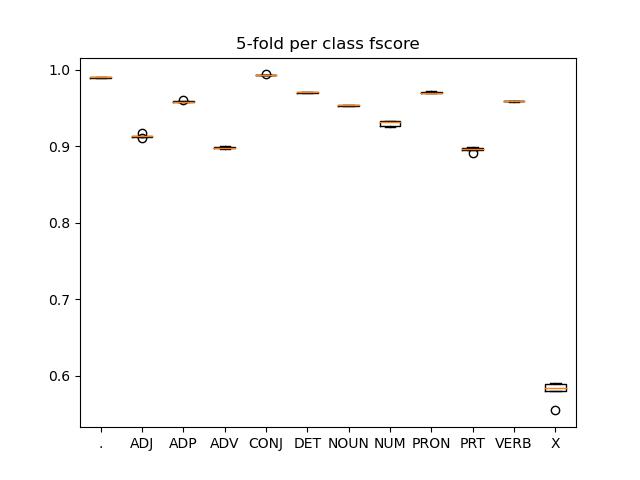 5-fold per class fscore
1.0
0.9
0.8
0.7
0.6
. ADJ ADP ADV CONJ DET NOUN NUM PRON PRT VERB X